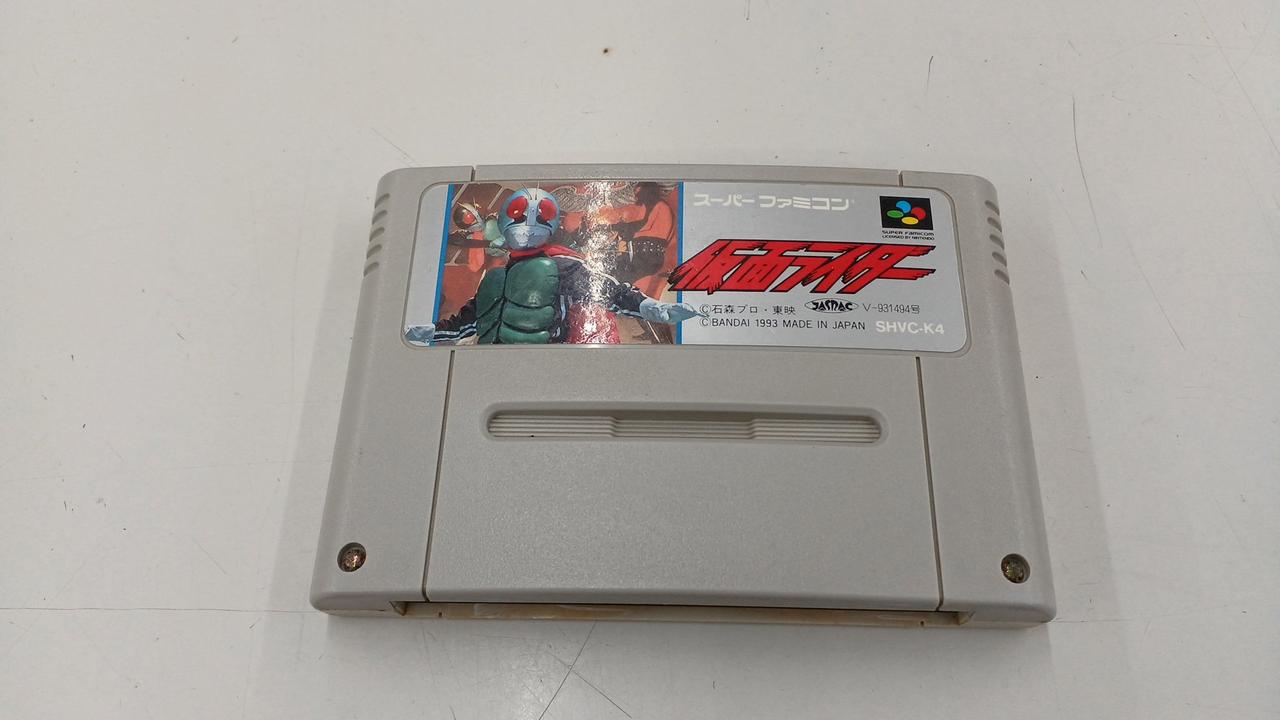 スーパーファミコン
SUPER FAMICOM
LICENSED BY NINTENDO
仮面ライダー
©石森プロ・東映 JASRAC V-931494号
©BANDAI 1993 MADE IN JAPAN SHVC-K4